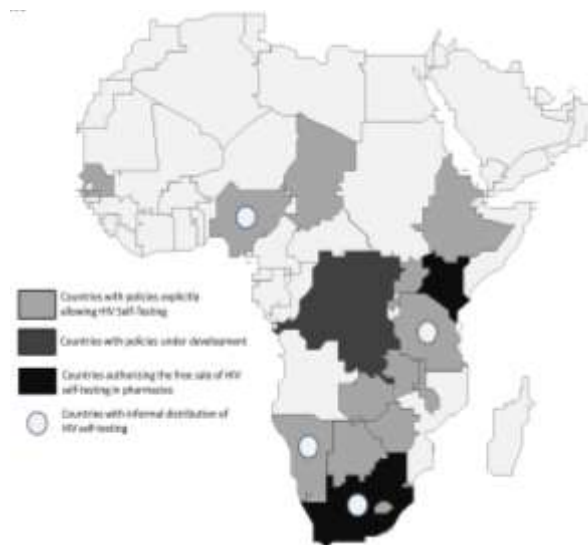 Countries with policies explicitly
allowing HIV Self-Testing
Countries with policies under development
Countries authorizing the free sale of HIV
self-testing in pharmacies
Countries with informal distribution of
HIV self-testing